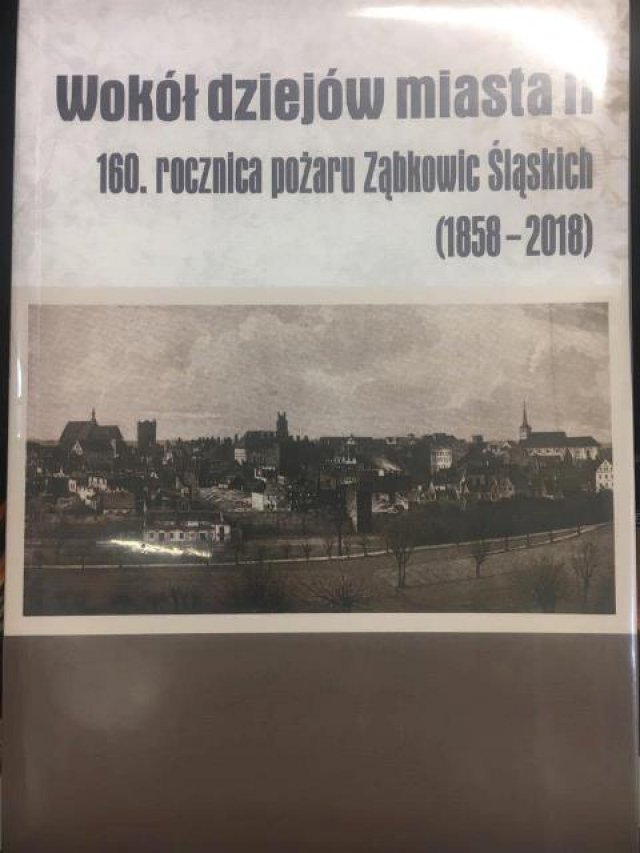 Wokół dziejów miasta II
160. rocznica pożaru Ząbkowic Śląskich
(1858–2018)